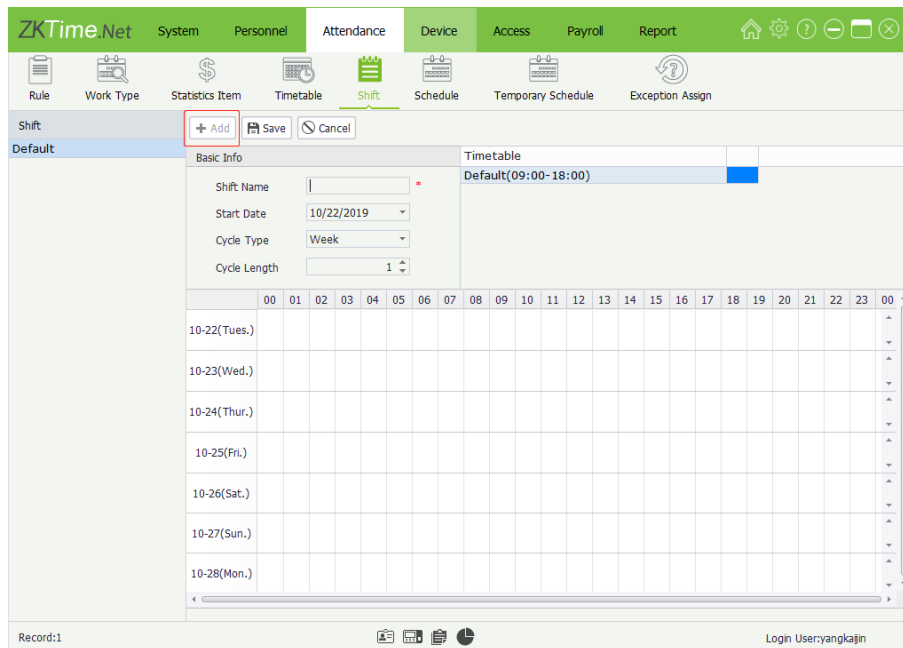 ZKTime.Net System Personnel Attendance Device Access Payroll Report
Rule Work Type Statistics Item Timetable Shift Schedule Temporary Schedule Exception Assign
Shift
Default
+ Add Save Cancel
Basic Info
Shift Name *
Start Date 10/22/2019
Cycle Type Week
Cycle Length 1
Timetable
Default(09:00-18:00)
00 01 02 03 04 05 06 07 08 09 10 11 12 13 14 15 16 17 18 19 20 21 22 23 00
10-22(Tues.)
10-23(Wed.)
10-24(Thur.)
10-25(Fri.)
10-26(Sat.)
10-27(Sun.)
10-28(Mon.)
Record:1 Login User:yangkaijin